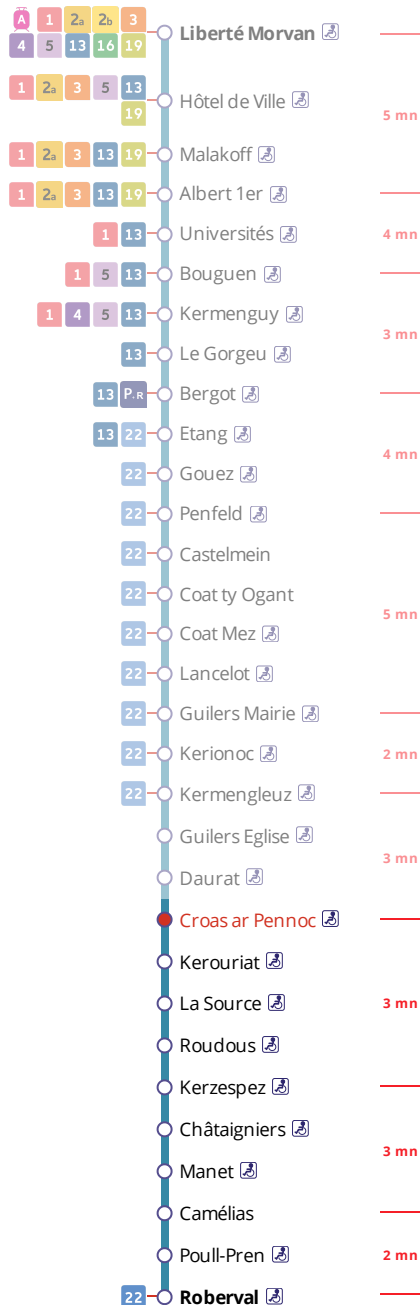 A 1 2a 2b 3
4 5 13 16 19
Liberté Morvan
1 2a 3 5 13
19
Hôtel de Ville
5 mn
1 2a 3 13 19 Malakoff
1 2a 3 13 19 Albert 1er
1 13 Universités 4 mn
1 5 13 Bouguen
1 4 5 13 Kermenguy
3 mn
13 Le Gorgeu
13 P+R Bergot
13 22 Etang
4 mn
22 Gouez
22 Penfeld
22 Castelmein
22 Coat ty Ogant
5 mn
22 Coat Mez
22 Lancelot
22 Guilers Mairie
22 Kerionoc 2 mn
22 Kermengleuz
Guilers Eglise
3 mn
Daurat
Croas ar Pennoc
Kerouriat
La Source 3 mn
Roudous
Kerzespez
Châtaigniers
3 mn
Manet
Camélias
Poull-Pren 2 mn
22 Roberval